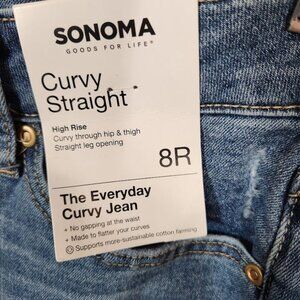 SONOMA
GOODS FOR LIFE®
Curvy
Straight
High Rise
Curvy through hip & thigh
Straight leg opening
8R
The Everyday
Curvy Jean
+ No gapping at the waist
+ Made to flatter your curves
Supports more-sustainable cotton farming